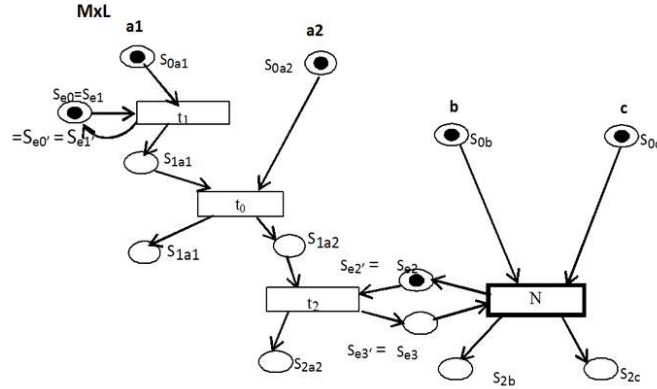 MxL
a1
a2
S0a1
S0a2
Se0=Se1
t1
b
c
=Se0' = Se1'
S0b
S0c
S1a1
t0
S1a1
S1a2
Se2' = Se2
t2
N
Se3' = Se3
S2a2
S2b
S2c